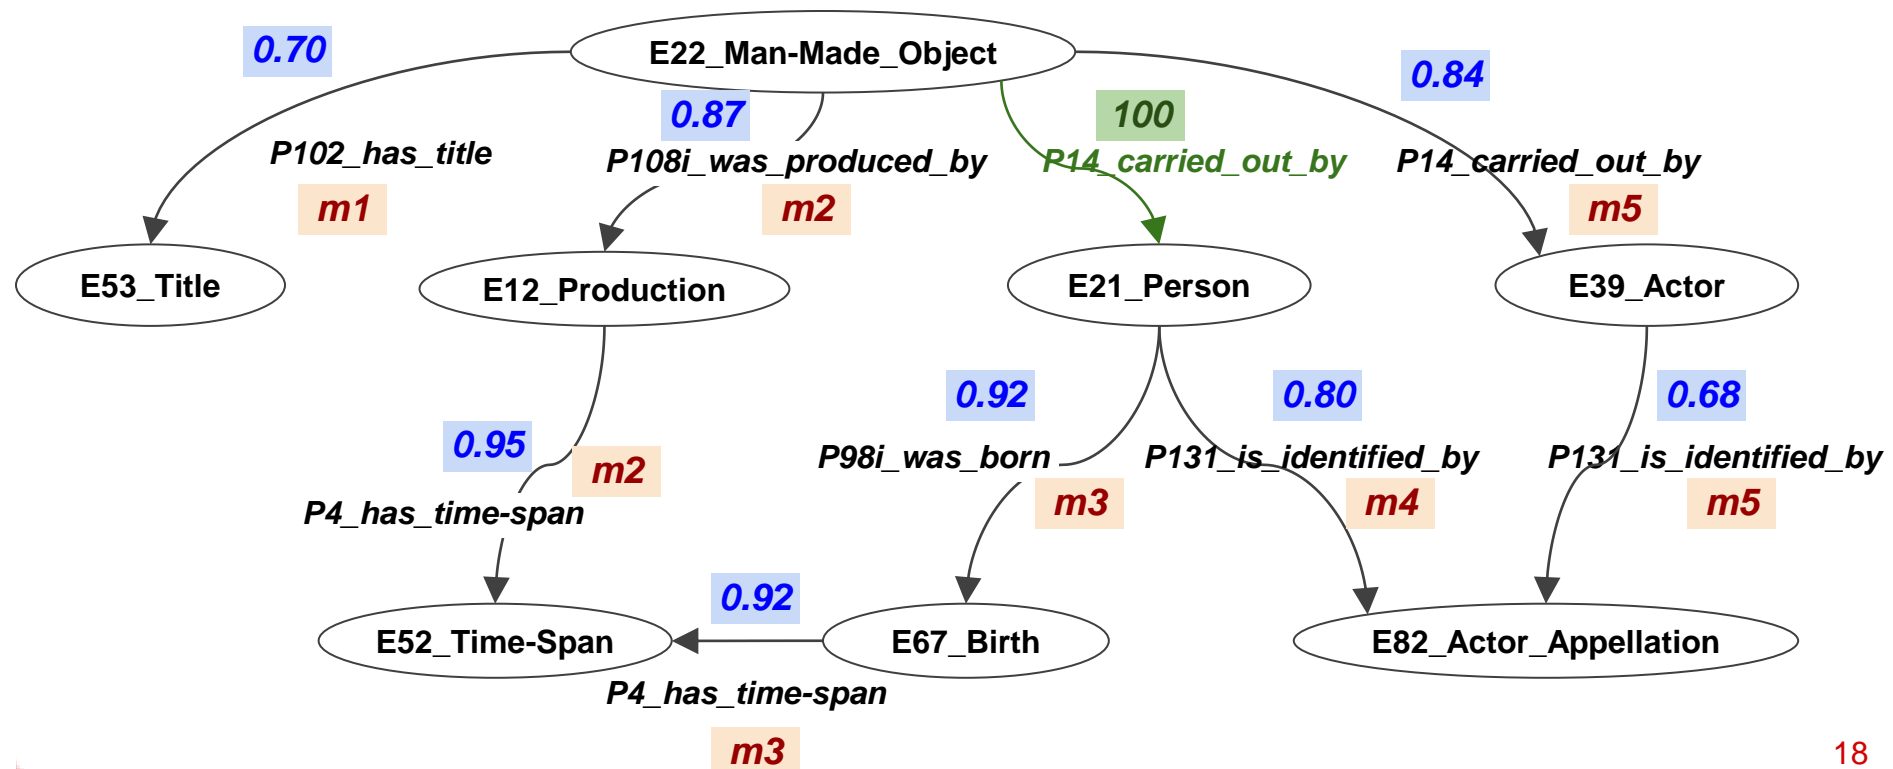 E22_Man-Made_Object
0.70
0.84
0.87
100
P102_has_title
P108i_was_produced_by
P14_carried_out_by
P14_carried_out_by
m1
m2
m5
E53_Title
E12_Production
E21_Person
E39_Actor
0.92
0.80
0.68
0.95
m2
P98i_was_born
P131_is_identified_by
P131_is_identified_by
m3
m4
m5
P4_has_time-span
0.92
E52_Time-Span
E67_Birth
E82_Actor_Appellation
P4_has_time-span
m3
18